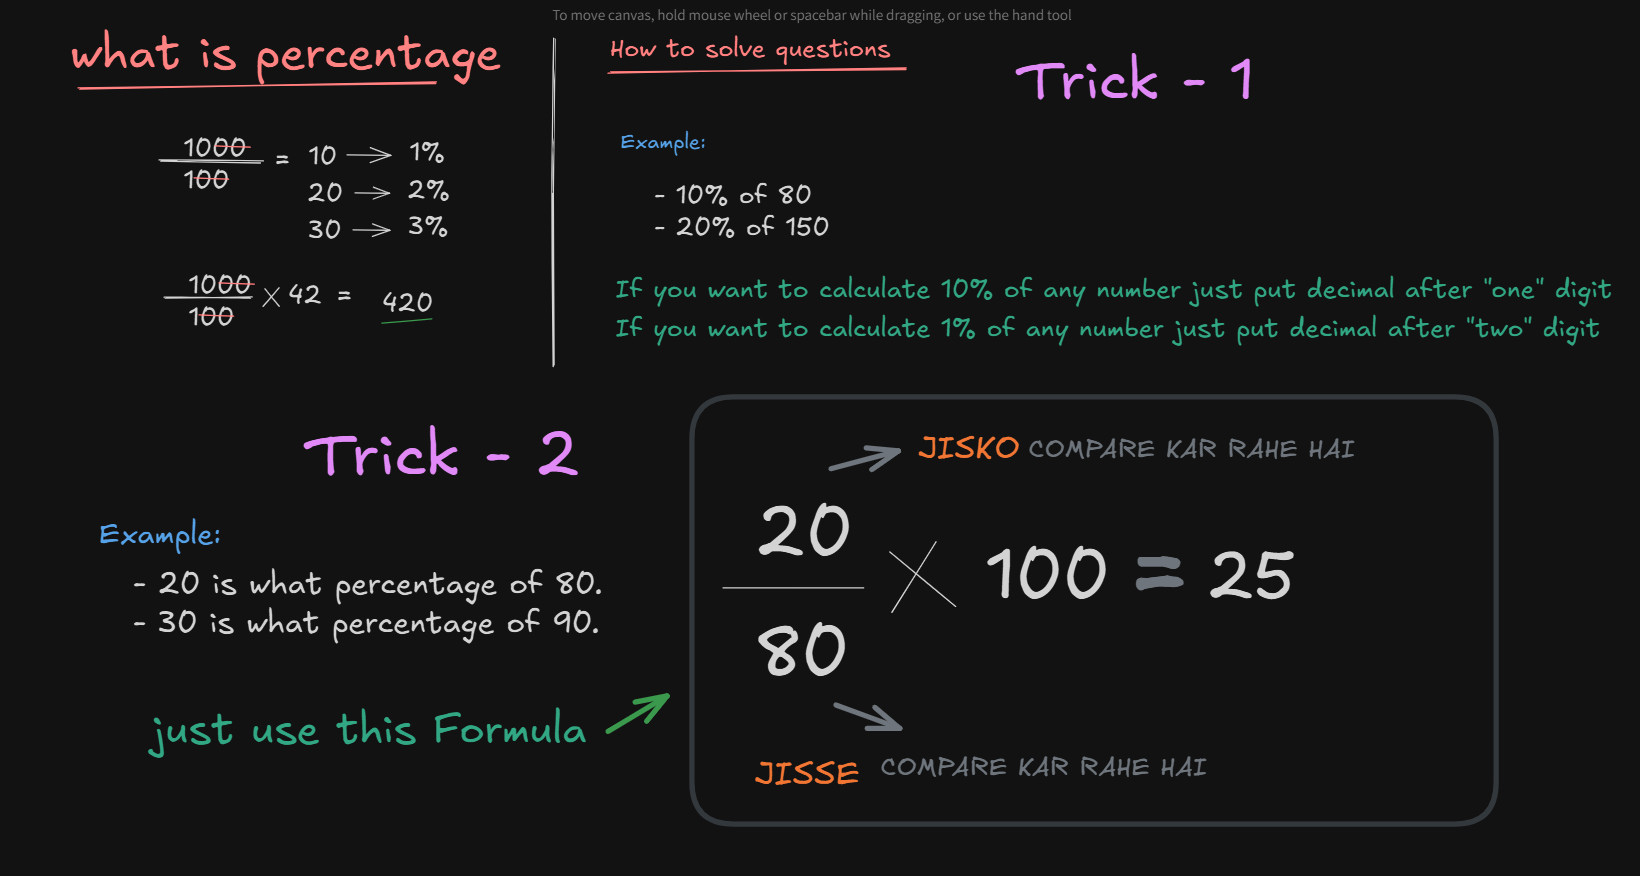 To move canvas, hold mouse wheel or spacebar while dragging, or use the hand tool
what is percentage
1000
100
= 10 → 1%
20 → 2%
30 → 3%
1000
100
× 42 = 420
How to solve questions
Trick - 1
Example:
- 10% of 80
- 20% of 150
If you want to calculate 10% of any number just put decimal after "one" digit
If you want to calculate 1% of any number just put decimal after "two" digit
Trick - 2
Example:
- 20 is what percentage of 80.
- 30 is what percentage of 90.
just use this Formula
JISKO COMPARE KAR RAHE HAI
20
80
× 100 = 25
JISSE COMPARE KAR RAHE HAI